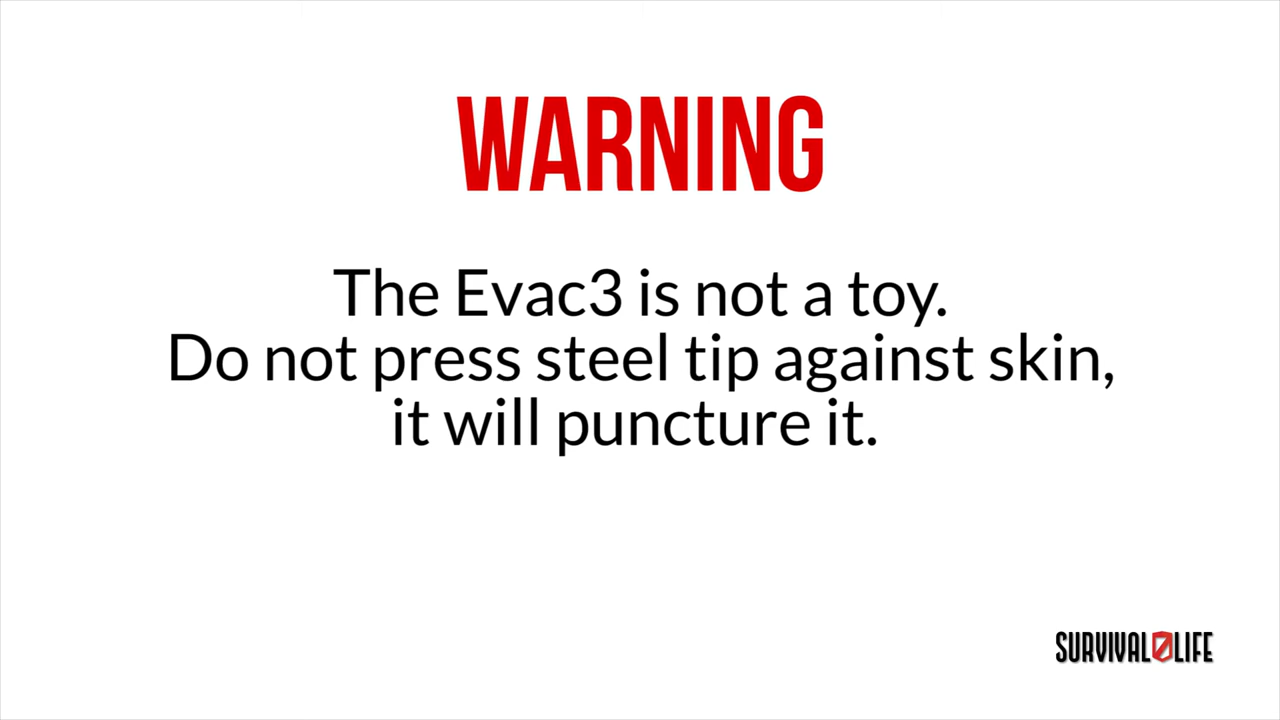 WARNING
The Evac3 is not a toy.
Do not press steel tip against skin,
it will puncture it.
SURVIVAL LIFE